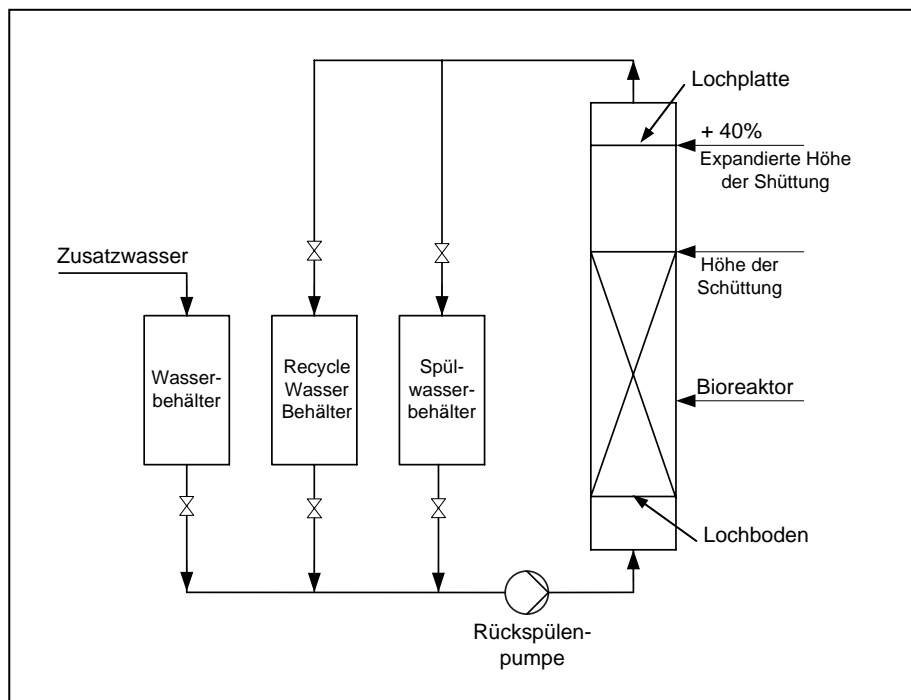 Lochplatte
+ 40%
Expandierte Höhe
der Shüttung
Zusatzwasser
Höhe der
Schüttung
Wasser-
behälter
Recycle
Wasser
Behälter
Spül-
wasser-
behälter
Bioreaktor
Lochboden
Rückspülen-
pumpe